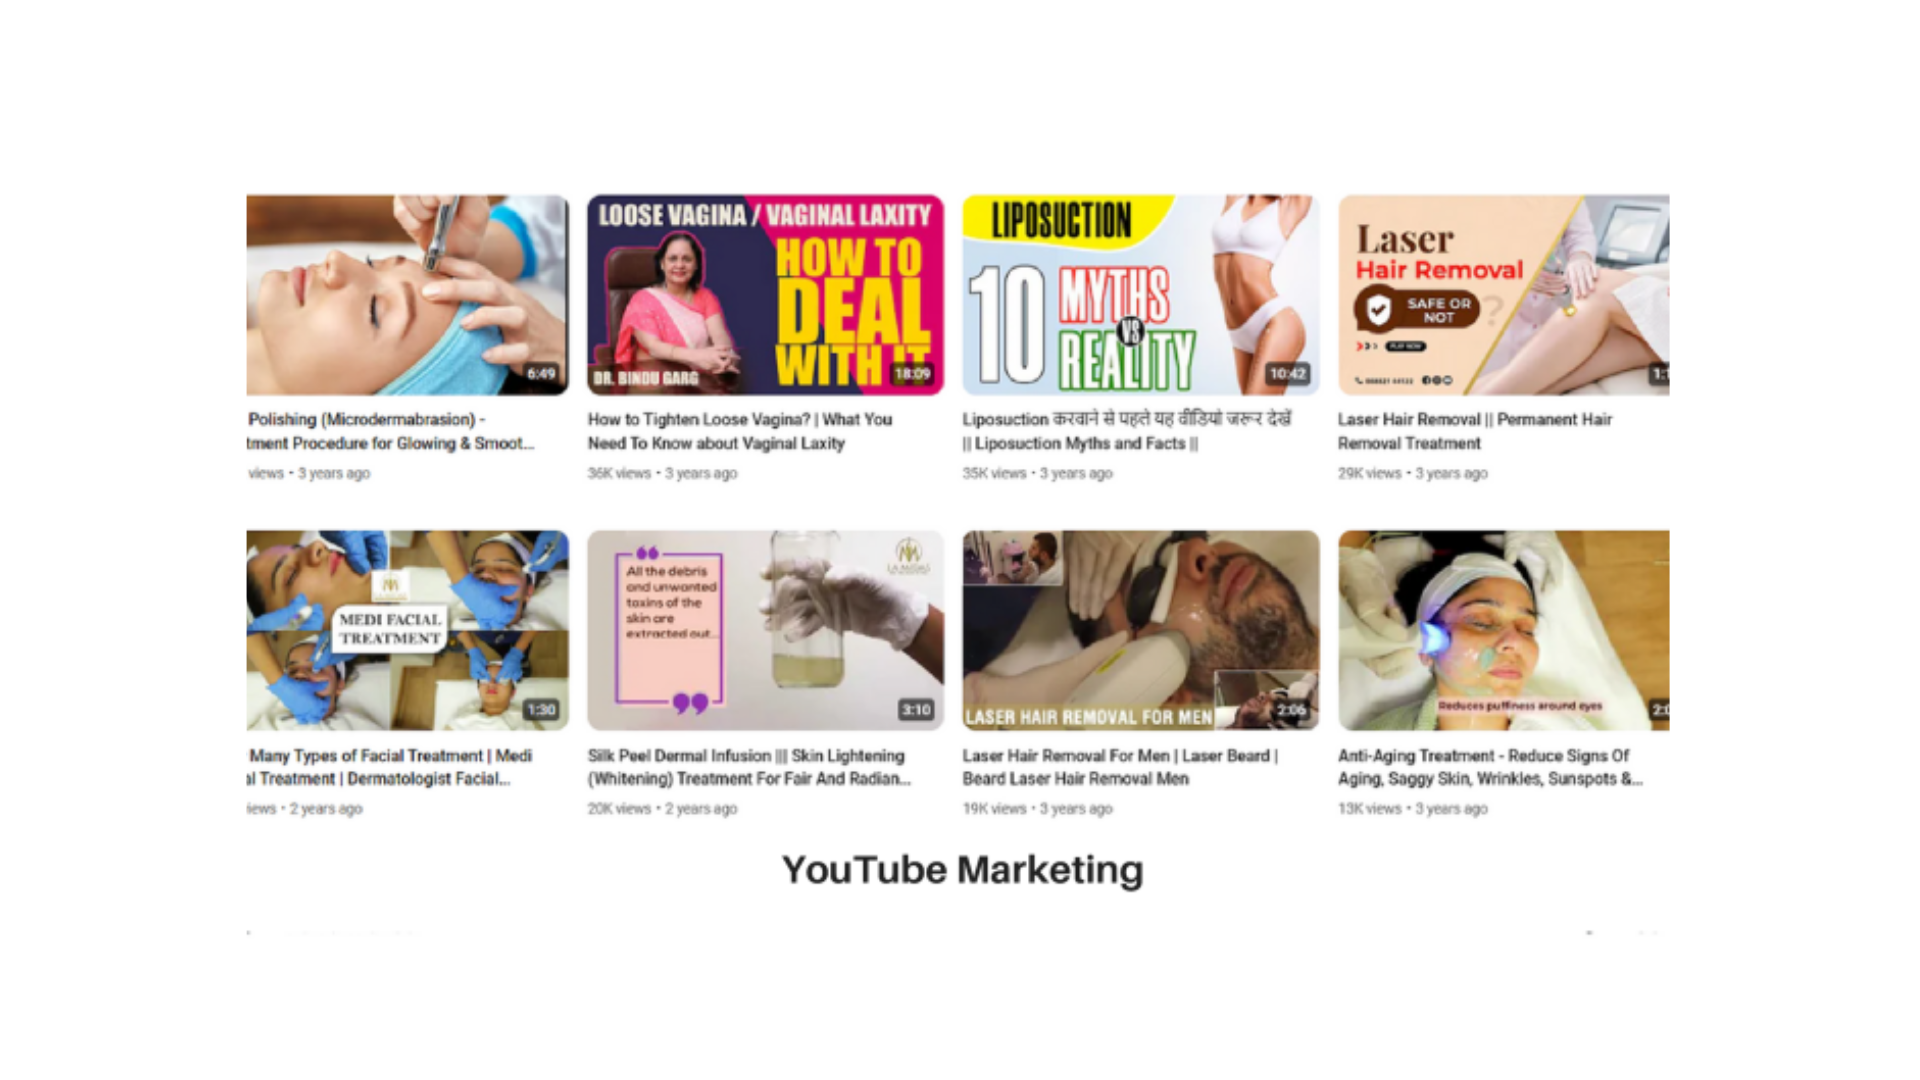 LOOSE VAGINA / VAGINAL LAXITY
HOW TO
DEAL
WITH IT
DR. BINDU GARG
18:09
6:49
LIPOSUCTION
10 MYTHS
VS
REALITY
10:42
Laser
Hair Removal
SAFE OR
NOT
?
PLAY NOW
1:1
Polishing (Microdermabrasion) -
tment Procedure for Glowing & Smoot...
views • 3 years ago
How to Tighten Loose Vagina? | What You
Need To Know about Vaginal Laxity
36K views • 3 years ago
Liposuction करवाने से पहले यह वीडियो जरूर देखें
|| Liposuction Myths and Facts ||
35K views • 3 years ago
Laser Hair Removal || Permanent Hair
Removal Treatment
29K views • 3 years ago
MEDI FACIAL
TREATMENT
1:30
All the debris
and unwanted
toxins of the
skin are
extracted out...
LA MIDAS
3:10
LASER HAIR REMOVAL FOR MEN
2:06
Reduces puffiness around eyes
2:0
Many Types of Facial Treatment | Medi
al Treatment | Dermatologist Facial...
iews • 2 years ago
Silk Peel Dermal Infusion ||| Skin Lightening
(Whitening) Treatment For Fair And Radian...
20K views • 2 years ago
Laser Hair Removal For Men | Laser Beard |
Beard Laser Hair Removal Men
19K views • 3 years ago
Anti-Aging Treatment - Reduce Signs Of
Aging, Saggy Skin, Wrinkles, Sunspots &...
13K views • 3 years ago
YouTube Marketing